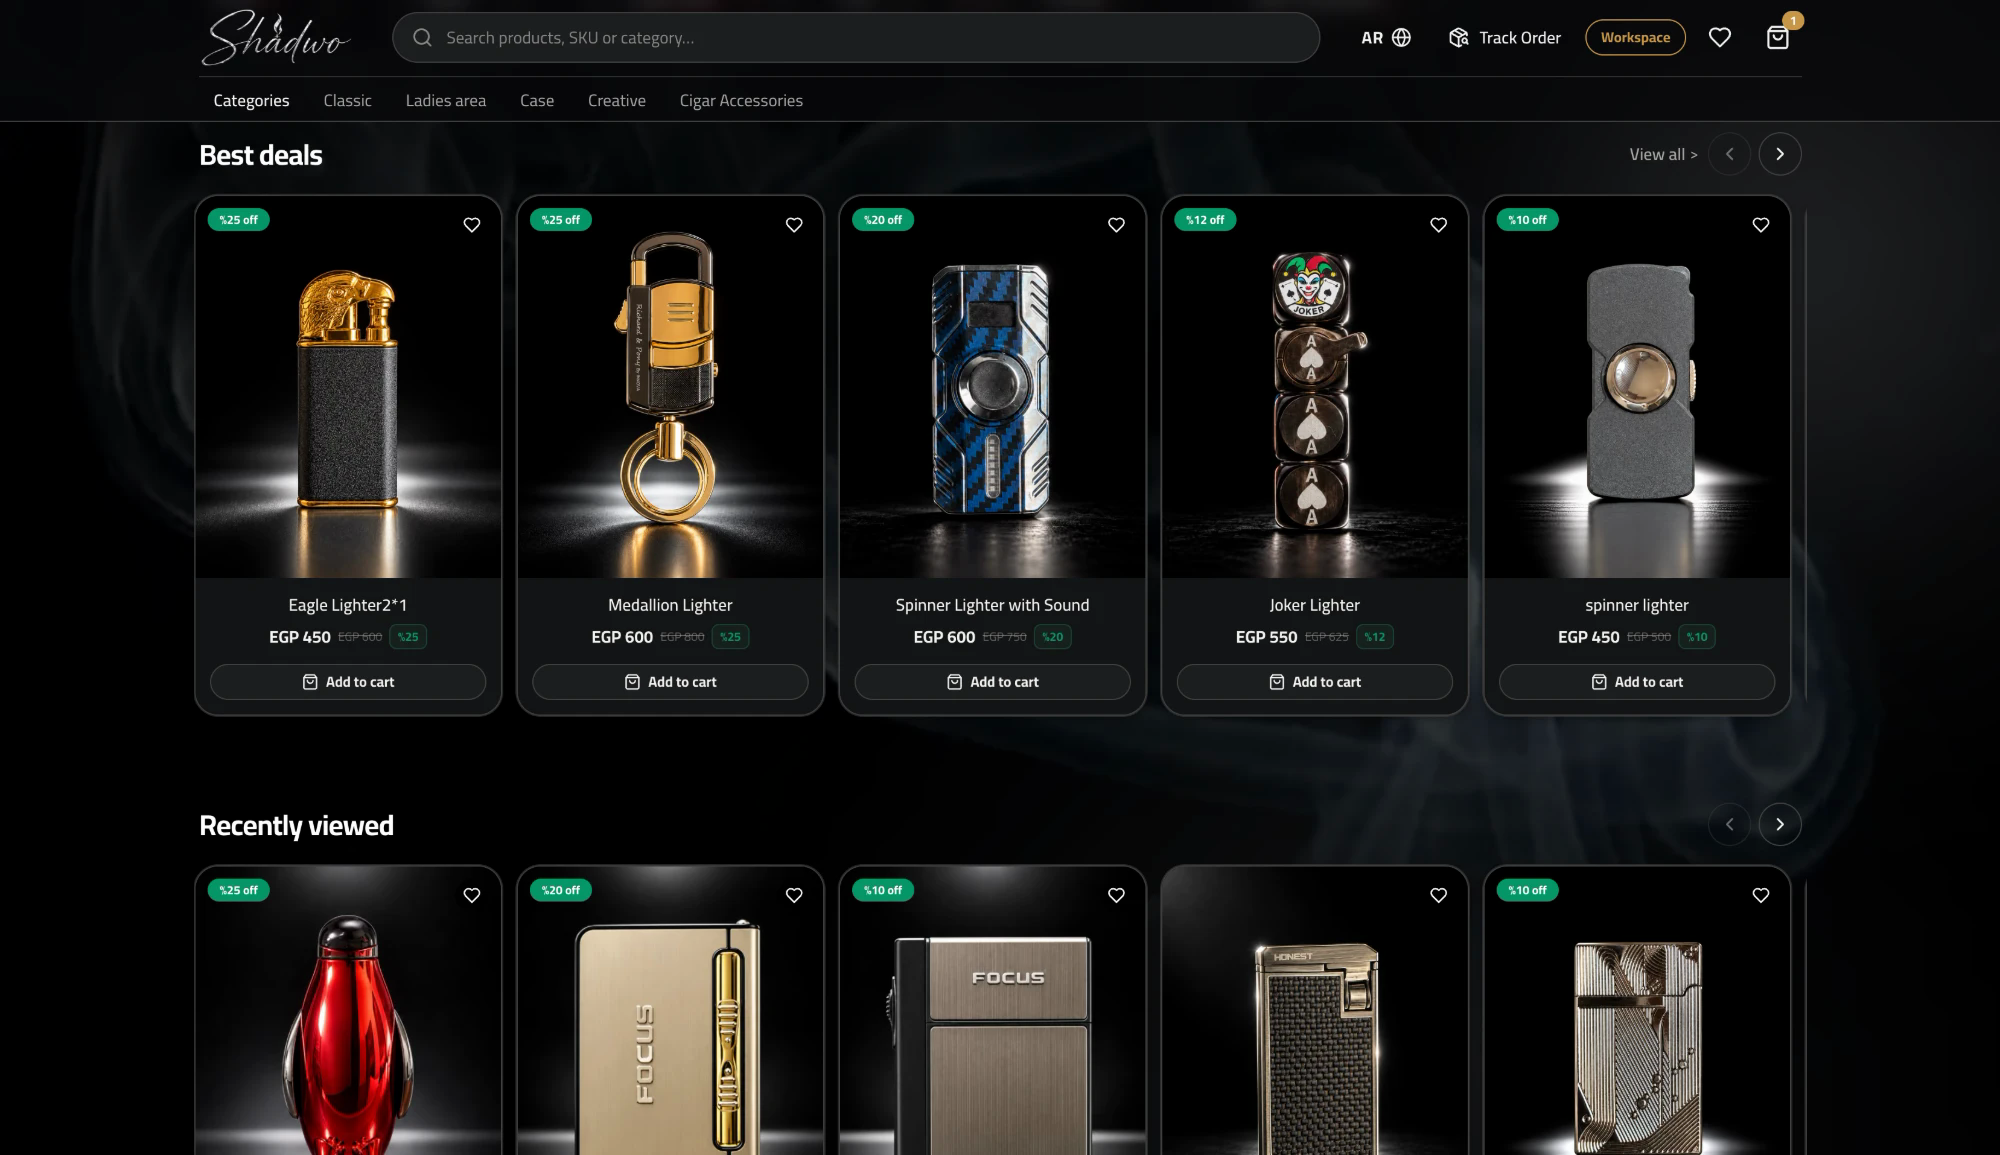 Shadwo
Search products, SKU or category...
AR
Track Order
Workspace
1
Categories
Classic
Ladies area
Case
Creative
Cigar Accessories
Best deals
View all >
%25 off
%25 off
%20 off
%12 off
%10 off
Richard & Pony
JOKER
A
A
A
A
A
A
Eagle Lighter2*1
Medallion Lighter
Spinner Lighter with Sound
Joker Lighter
spinner lighter
EGP 450 EGP 600 %25
EGP 600 EGP 800 %25
EGP 600 EGP 750 %20
EGP 550 EGP 625 %12
EGP 450 EGP 500 %10
Add to cart
Add to cart
Add to cart
Add to cart
Add to cart
Recently viewed
%25 off
%20 off
%10 off
%10 off
FOCUS
FOCUS
HONEST